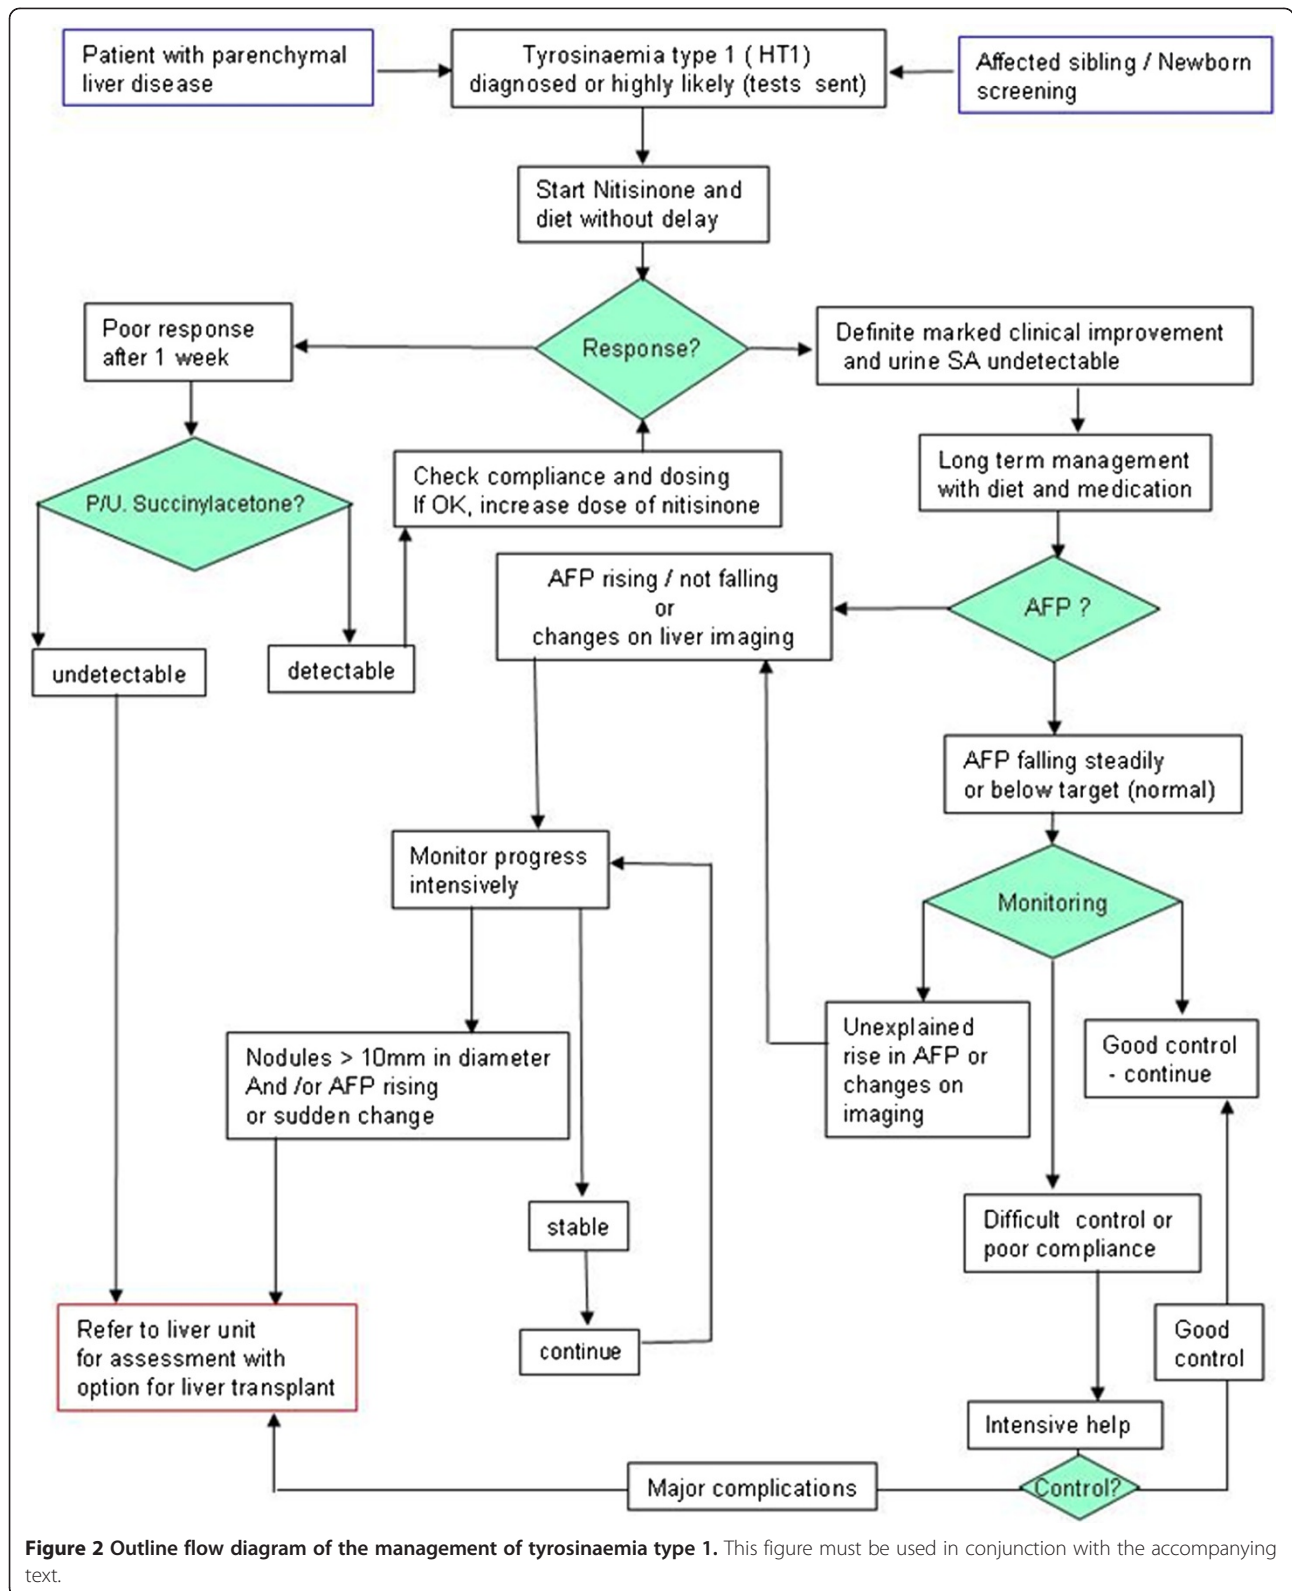 Patient with parenchymal
liver disease
Tyrosinaemia type 1 ( HT1)
diagnosed or highly likely (tests sent)
Affected sibling / Newborn
screening
Start Nitisinone and
diet without delay
Poor response
after 1 week
Response?
Definite marked clinical improvement
and urine SA undetectable
P/U. Succinylacetone?
Check compliance and dosing
If OK, increase dose of nitisinone
Long term management
with diet and medication
AFP rising / not falling
or
changes on liver imaging
AFP ?
undetectable
detectable
AFP falling steadily
or below target (normal)
Monitor progress
intensively
Monitoring
Nodules > 10mm in diameter
And /or AFP rising
or sudden change
Unexplained
rise in AFP or
changes on
imaging
Good control
- continue
stable
Difficult control or
poor compliance
continue
Refer to liver unit
for assessment with
option for liver transplant
Good
control
Intensive help
Major complications
Control?
Figure 2 Outline flow diagram of the management of tyrosinaemia type 1. This figure must be used in conjunction with the accompanying
text.